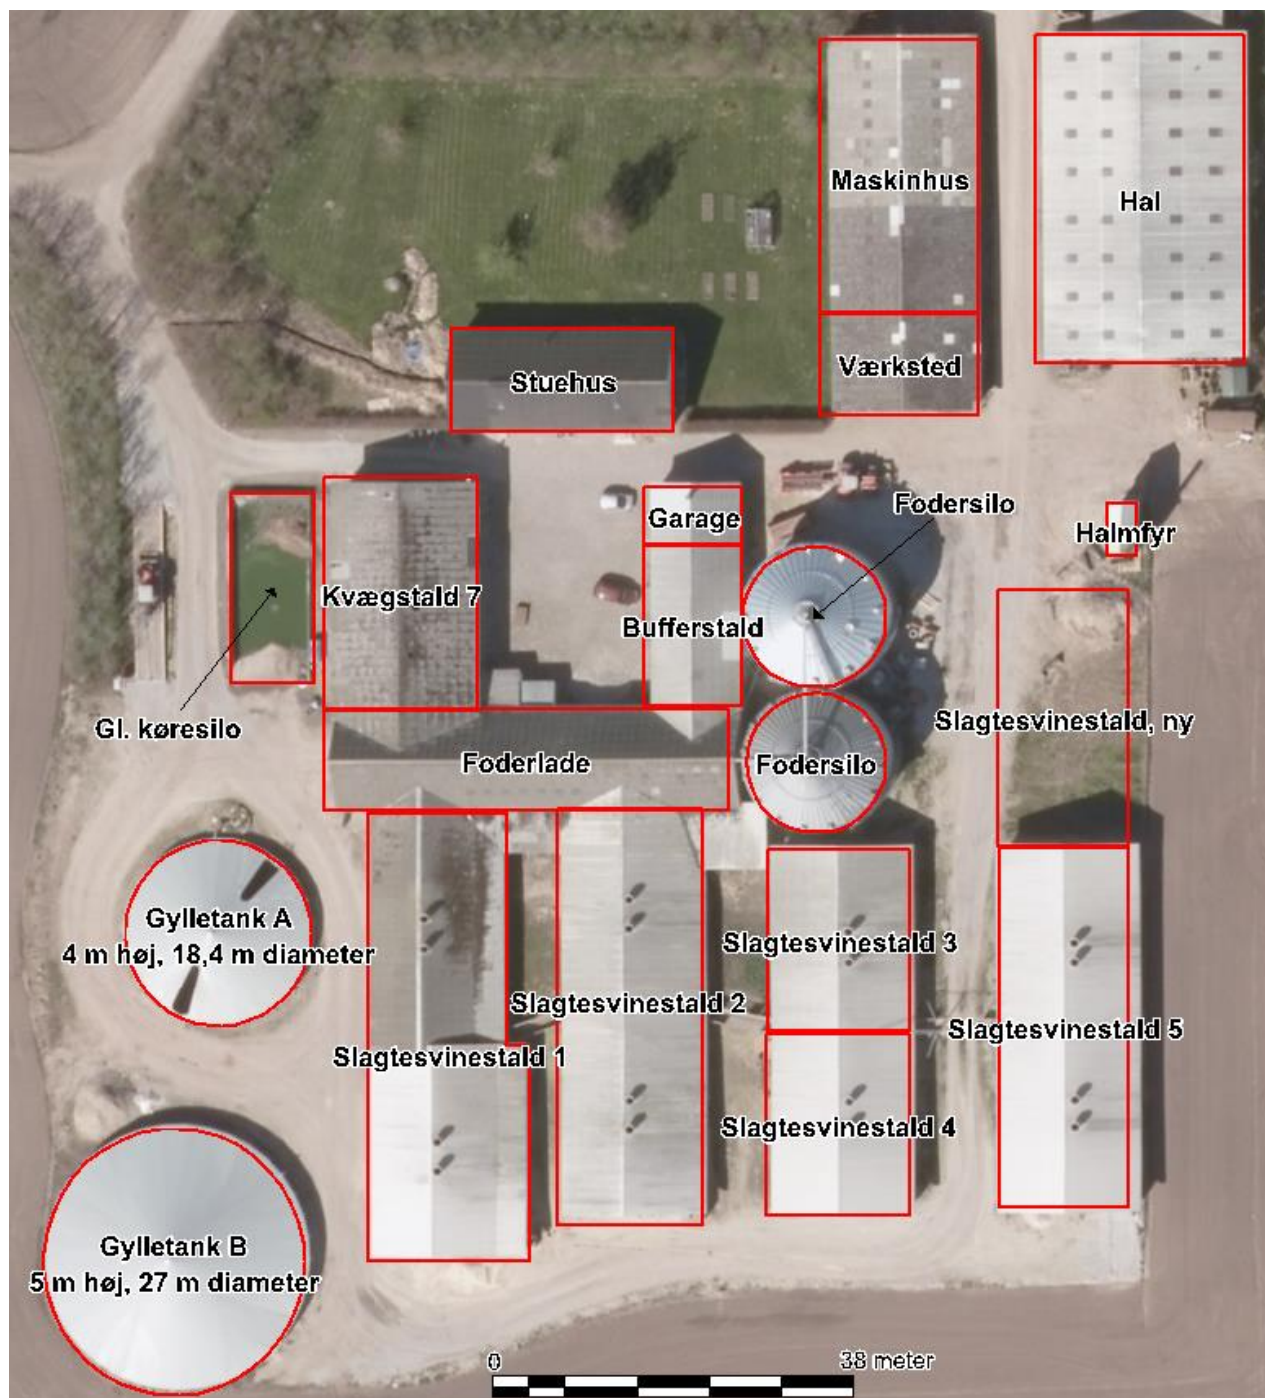 Maskinhus
Hal
Værksted
Stuehus
Fodersilo
Garage
Halmfyr
Kvægstald 7
Bufferstald
Gl. køresilo
Slagtesvinestald, ny
Foderlade
Fodersilo
Gylletank A
4 m høj, 18,4 m diameter
Slagtesvinestald 3
Slagtesvinestald 2
Slagtesvinestald 5
Slagtesvinestald 1
Slagtesvinestald 4
Gylletank B
5 m høj, 27 m diameter
0 38 meter